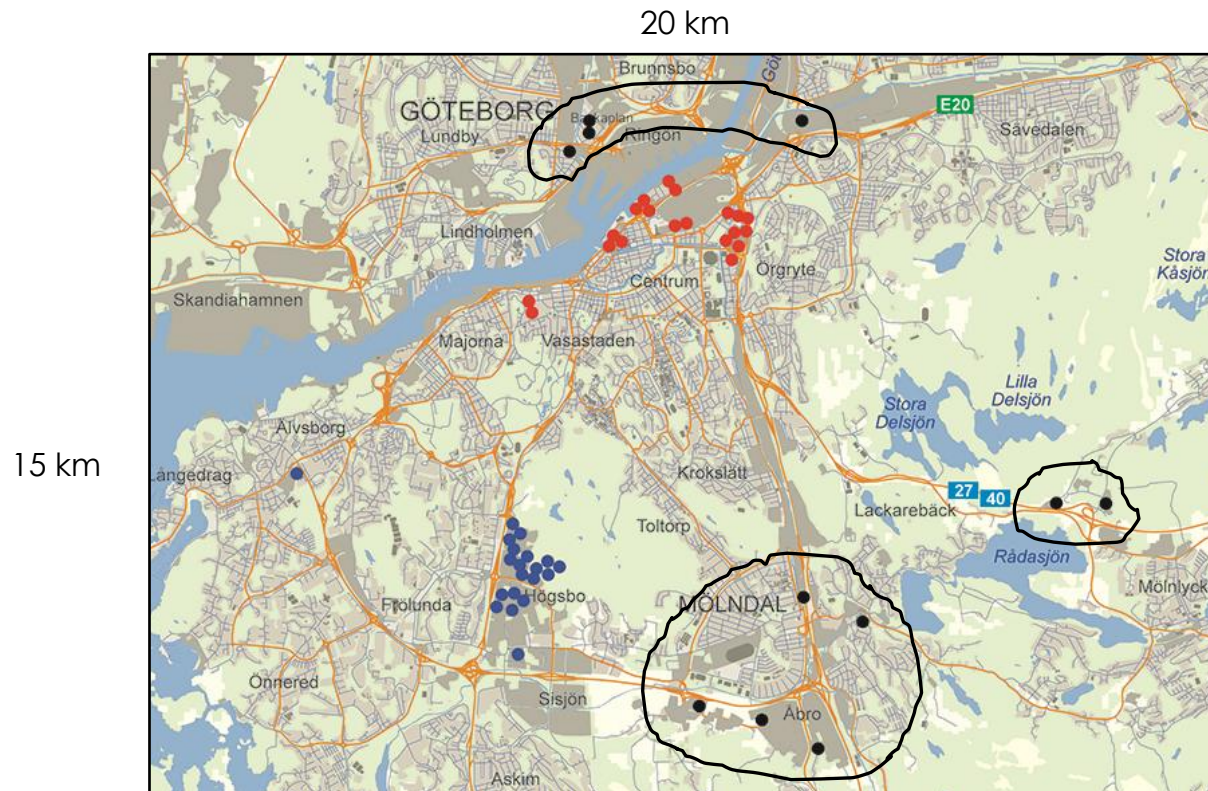 20 km
15 km
Brunnsbo
GÖTEBORG
Backaplan
Lundby
Ringön
E20
Sävedalen
Lindholmen
Stora
Kåsjön
Skandiahamnen
Centrum
Örgryte
Majorna
Vasastaden
Lilla
Delsjön
Stora
Delsjön
Älvsborg
Långedrag
Krokslätt
27
40
Lackarebäck
Toltorp
Rådasjön
Mölnlyck
Frölunda
Högsbo
MÖLNDAL
Önnered
Sisjön
Åbro
Askim